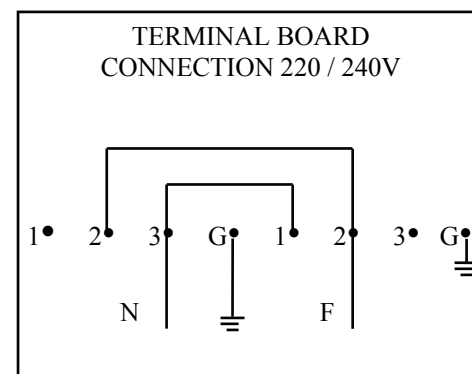 TERMINAL BOARD
CONNECTION 220 / 240V
1 2 3 G 1 2 3 G
N F